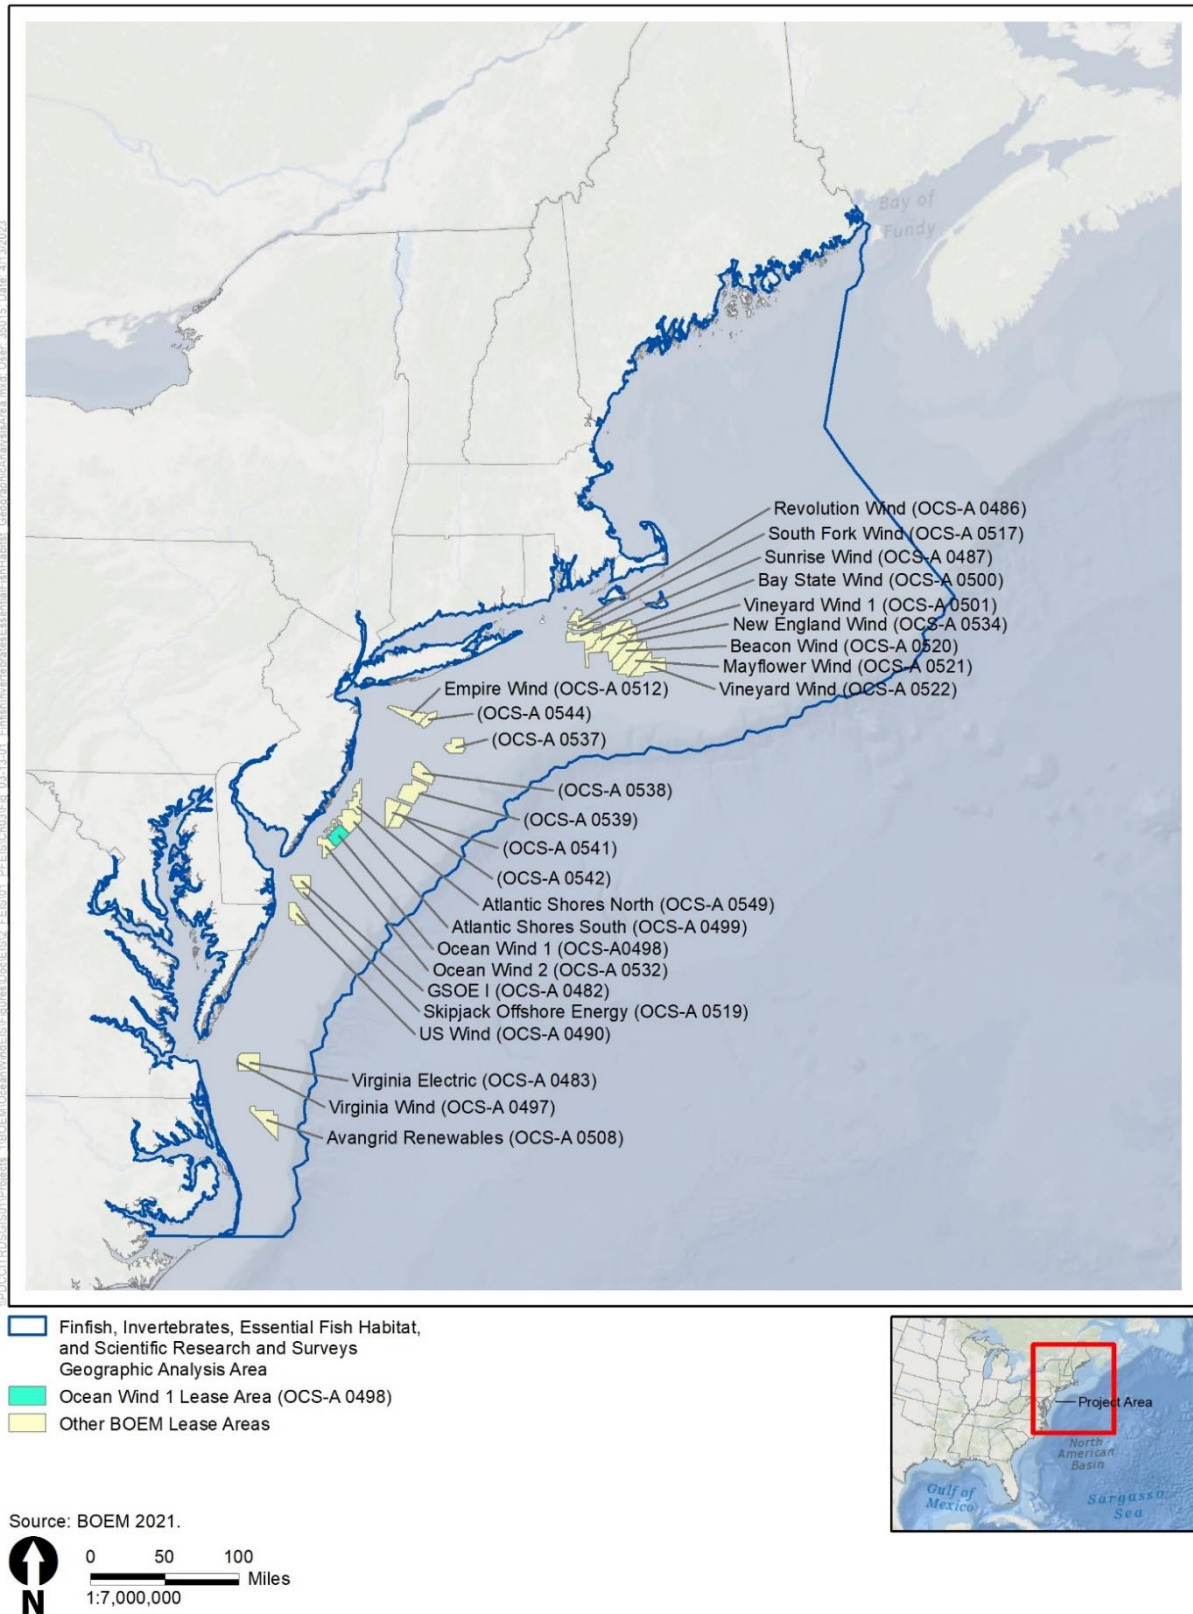 Bay of
Fundy
Revolution Wind (OCS-A 0486)
South Fork Wind (OCS-A 0517)
Sunrise Wind (OCS-A 0487)
Bay State Wind (OCS-A 0500)
Vineyard Wind 1 (OCS-A 0501)
New England Wind (OCS-A 0534)
Beacon Wind (OCS-A 0520)
Mayflower Wind (OCS-A 0521)
Vineyard Wind (OCS-A 0522)
Empire Wind (OCS-A 0512)
(OCS-A 0544)
(OCS-A 0537)
(OCS-A 0538)
(OCS-A 0539)
(OCS-A 0541)
(OCS-A 0542)
Atlantic Shores North (OCS-A 0549)
Atlantic Shores South (OCS-A 0499)
Ocean Wind 1 (OCS-A0498)
Ocean Wind 2 (OCS-A 0532)
GSOE I (OCS-A 0482)
Skipjack Offshore Energy (OCS-A 0519)
US Wind (OCS-A 0490)
Virginia Electric (OCS-A 0483)
Virginia Wind (OCS-A 0497)
Avangrid Renewables (OCS-A 0508)
Finfish, Invertebrates, Essential Fish Habitat,
and Scientific Research and Surveys
Geographic Analysis Area
Ocean Wind 1 Lease Area (OCS-A 0498)
Other BOEM Lease Areas
Project Area
North
American
Basin
Gulf of
Mexico
Sargasso
Sea
Source: BOEM 2021.
0 50 100
Miles
1:7,000,000
N